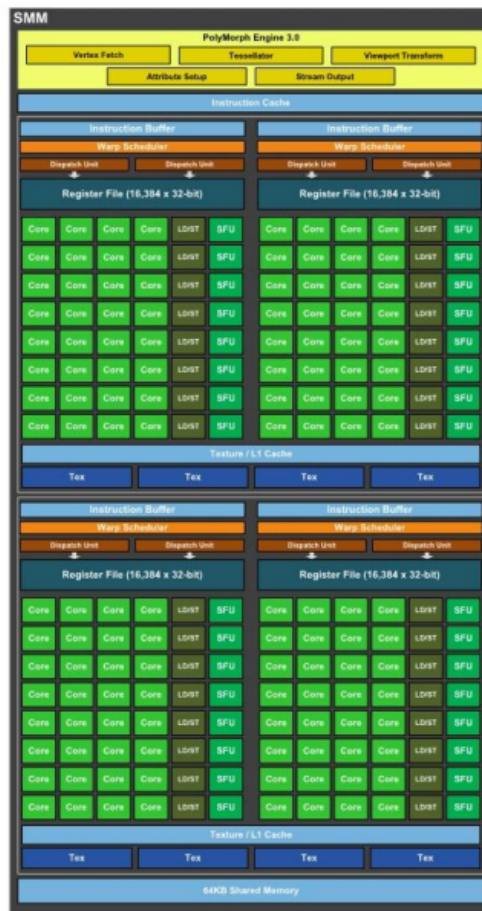 SMM
PolyMorph Engine 3.0
Vertex Fetch Tessellator Viewport Transform
Attribute Setup Stream Output
Instruction Cache
Instruction Buffer Instruction Buffer
Warp Scheduler Warp Scheduler
Dispatch Unit Dispatch Unit Dispatch Unit Dispatch Unit
Register File (16,384 x 32-bit) Register File (16,384 x 32-bit)
Core Core Core Core LD/ST SFU Core Core Core Core LD/ST SFU
Core Core Core Core LD/ST SFU Core Core Core Core LD/ST SFU
Core Core Core Core LD/ST SFU Core Core Core Core LD/ST SFU
Core Core Core Core LD/ST SFU Core Core Core Core LD/ST SFU
Core Core Core Core LD/ST SFU Core Core Core Core LD/ST SFU
Core Core Core Core LD/ST SFU Core Core Core Core LD/ST SFU
Core Core Core Core LD/ST SFU Core Core Core Core LD/ST SFU
Core Core Core Core LD/ST SFU Core Core Core Core LD/ST SFU
Texture / L1 Cache
Tex Tex Tex Tex
Instruction Buffer Instruction Buffer
Warp Scheduler Warp Scheduler
Dispatch Unit Dispatch Unit Dispatch Unit Dispatch Unit
Register File (16,384 x 32-bit) Register File (16,384 x 32-bit)
Core Core Core Core LD/ST SFU Core Core Core Core LD/ST SFU
Core Core Core Core LD/ST SFU Core Core Core Core LD/ST SFU
Core Core Core Core LD/ST SFU Core Core Core Core LD/ST SFU
Core Core Core Core LD/ST SFU Core Core Core Core LD/ST SFU
Core Core Core Core LD/ST SFU Core Core Core Core LD/ST SFU
Core Core Core Core LD/ST SFU Core Core Core Core LD/ST SFU
Core Core Core Core LD/ST SFU Core Core Core Core LD/ST SFU
Core Core Core Core LD/ST SFU Core Core Core Core LD/ST SFU
Texture / L1 Cache
Tex Tex Tex Tex
64KB Shared Memory